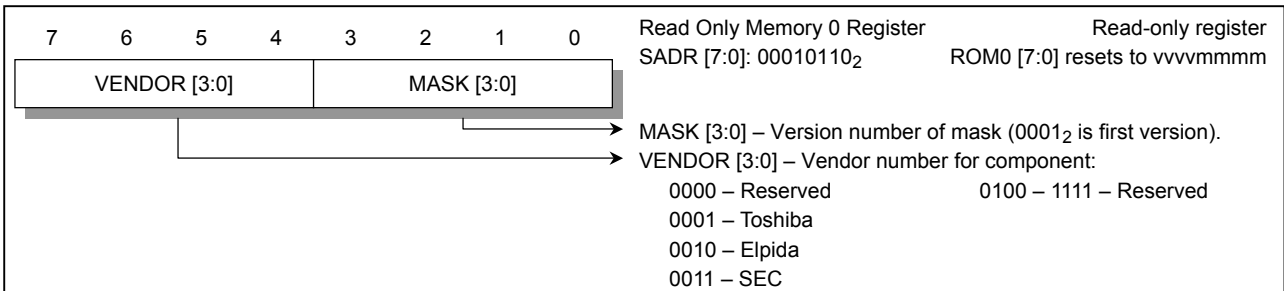 7 6 5 4 3 2 1 0
VENDOR [3:0] MASK [3:0]
Read Only Memory 0 Register Read-only register
SADR [7:0]: 00010110₂ ROM0 [7:0] resets to vvvvmmmm
MASK [3:0] – Version number of mask (0001₂ is first version).
VENDOR [3:0] – Vendor number for component:
0000 – Reserved 0100 – 1111 – Reserved
0001 – Toshiba
0010 – Elpida
0011 – SEC